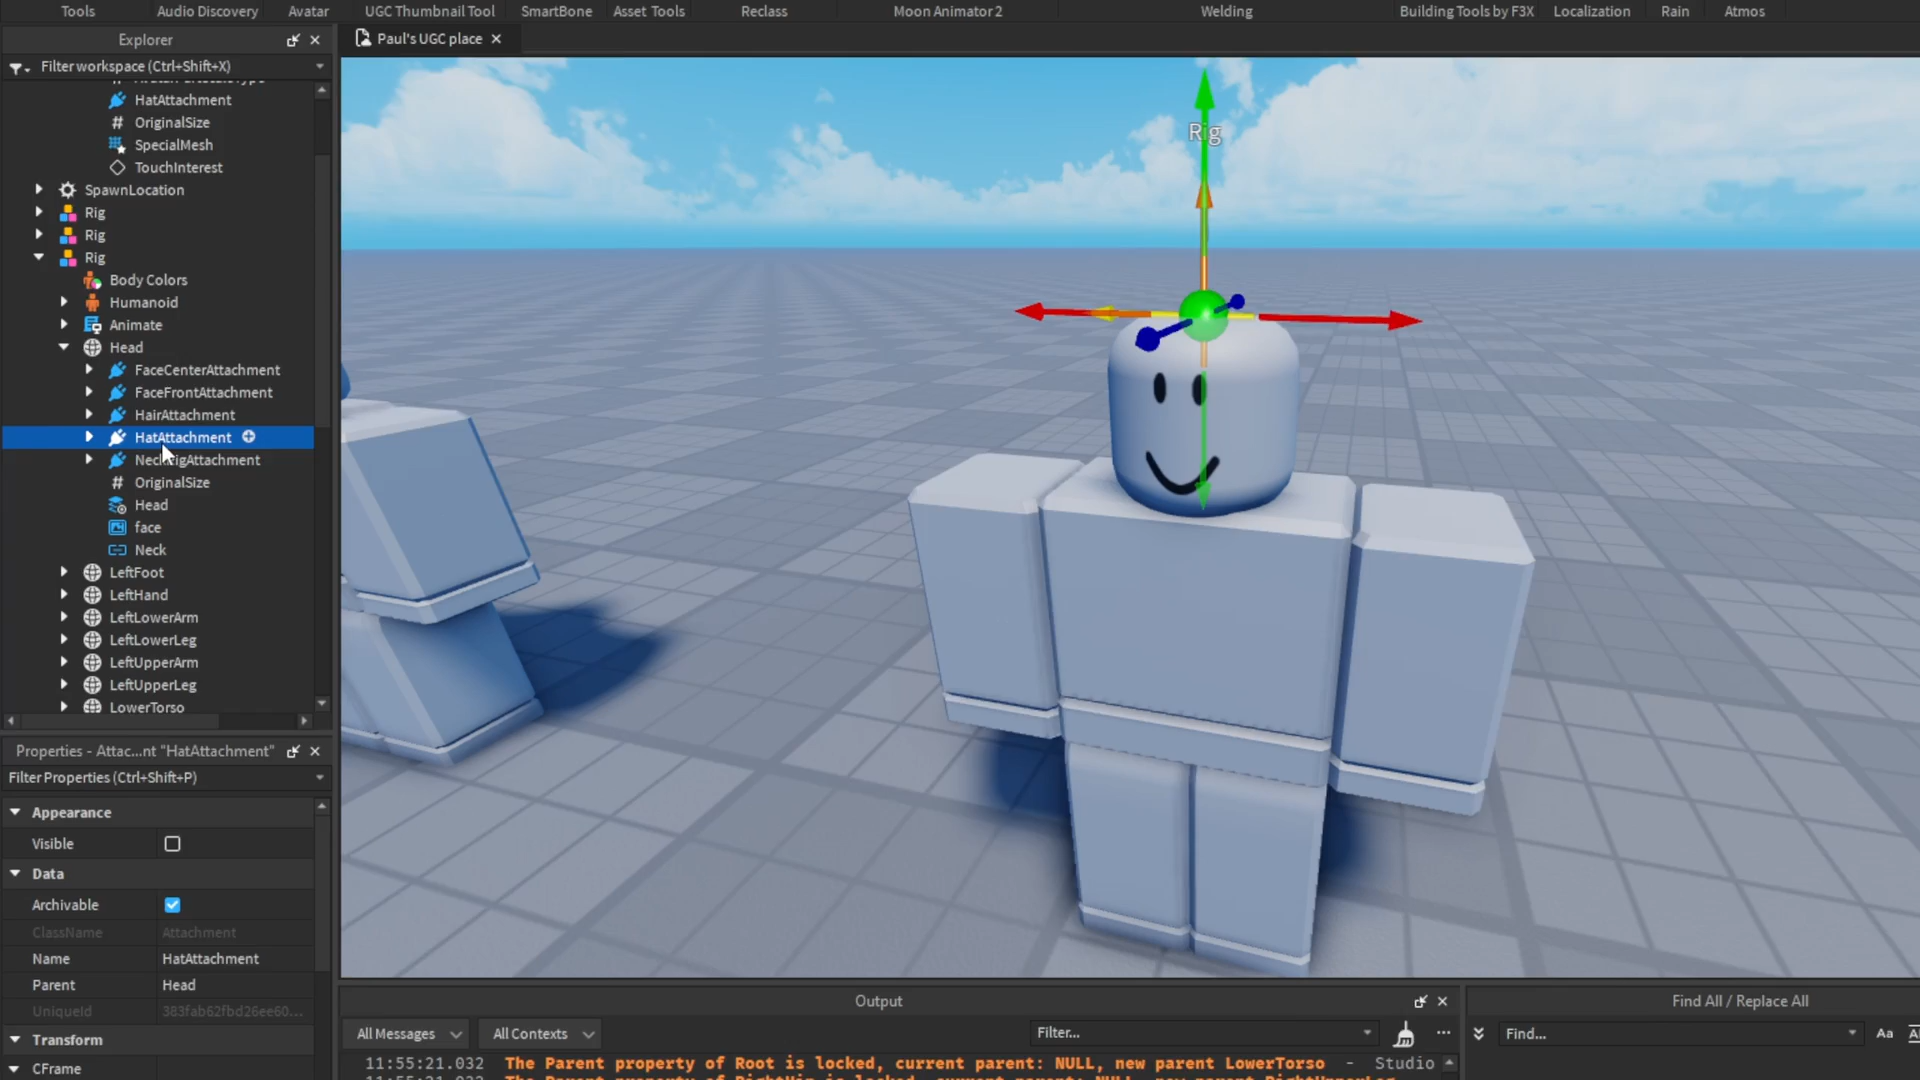 Tools Audio Discovery Avatar UGC Thumbnail Tool SmartBone Asset Tools Reclass Moon Animator 2 Welding Building Tools by F3X Localization Rain Atmos
Explorer
Paul's UGC place
Filter workspace (Ctrl+Shift+X)
HatAttachment
OriginalSize
SpecialMesh
TouchInterest
SpawnLocation
Rig
Rig
Rig
Body Colors
Humanoid
Animate
Head
FaceCenterAttachment
FaceFrontAttachment
HairAttachment
HatAttachment
OriginalSize
Head
face
Neck
LeftFoot
LeftHand
LeftLowerArm
LeftLowerLeg
LeftUpperArm
LeftUpperLeg
LowerTorso
Rig
Properties - Attac...nt "HatAttachment"
Filter Properties (Ctrl+Shift+P)
Appearance
Visible
Data
Archivable
ClassName Attachment
Name HatAttachment
Parent Head
UniqueId 383fab62fbd26ee60...
Transform
CFrame
Output
All Messages All Contexts Filter... ...
11:55:21.032 The Parent property of Root is locked, current parent: NULL, new parent LowerTorso - Studio
Find All / Replace All
Find... Aa